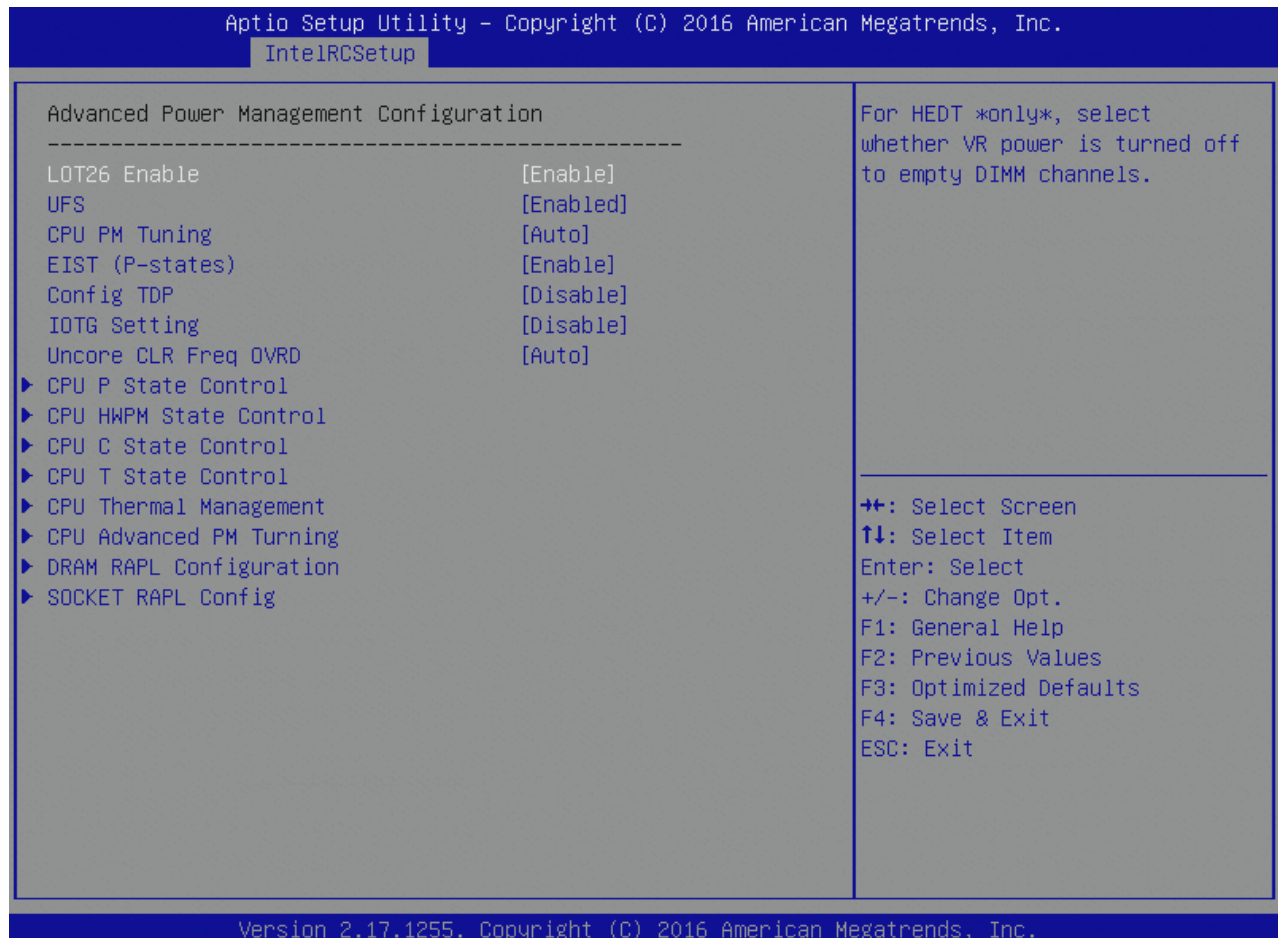 Aptio Setup Utility – Copyright (C) 2016 American Megatrends, Inc.
IntelRCSetup
Advanced Power Management Configuration
--------------------------------------------------
LOT26 Enable [Enable]
UFS [Enabled]
CPU PM Tuning [Auto]
EIST (P-states) [Enable]
Config TDP [Disable]
IOTG Setting [Disable]
Uncore CLR Freq OVRD [Auto]
CPU P State Control
CPU HWPM State Control
CPU C State Control
CPU T State Control
CPU Thermal Management
CPU Advanced PM Turning
DRAM RAPL Configuration
SOCKET RAPL Config
For HEDT *only*, select
whether VR power is turned off
to empty DIMM channels.
→←: Select Screen
↑↓: Select Item
Enter: Select
+/-: Change Opt.
F1: General Help
F2: Previous Values
F3: Optimized Defaults
F4: Save & Exit
ESC: Exit
Version 2.17.1255. Copyright (C) 2016 American Megatrends, Inc.